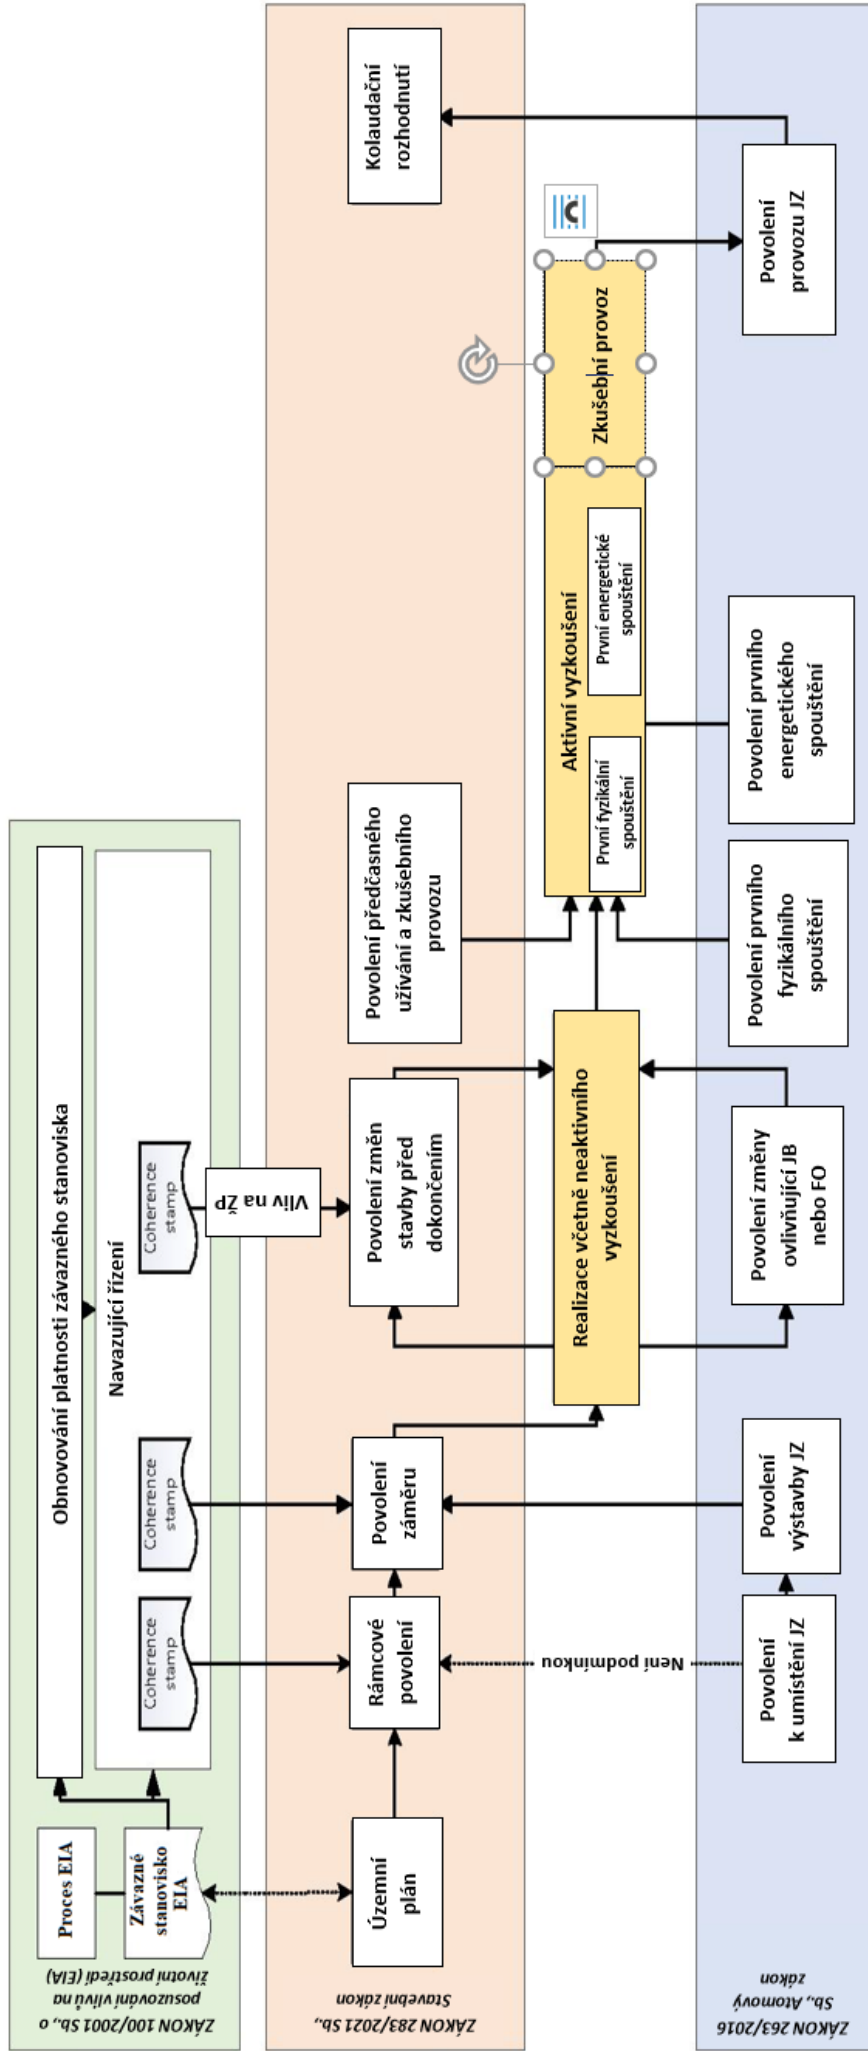 ZÁKON 100/2001 Sb., o
posuzování vlivů na
životní prostředí (EIA)
Proces EIA
Závazné
stanovisko
EIA
Obnovování platnosti závazného stanoviska
Navazující řízení
Coherence
stamp
Coherence
stamp
Coherence
stamp
Vliv na ŽP
ZÁKON 283/2021 Sb.,
Stavební zákon
Územní
plán
Rámcové
povolení
Povolení
záměru
Povolení změn
stavby před
dokončením
Povolení předčasného
užívání a zkušebního
provozu
Kolaudační
rozhodnutí
Není podmínkou
Realizace včetně neaktivního
vyzkoušení
Aktivní vyzkoušení
První fyzikální
spouštění
První energetické
spouštění
Zkušební provoz
ZÁKON 263/2016
Sb., Atomový
zákon
Povolení
k umístění JZ
Povolení
výstavby JZ
Povolení změny
ovlivňující JB
nebo FO
Povolení prvního
fyzikálního
spouštění
Povolení prvního
energetického
spouštění
Povolení
provozu JZ